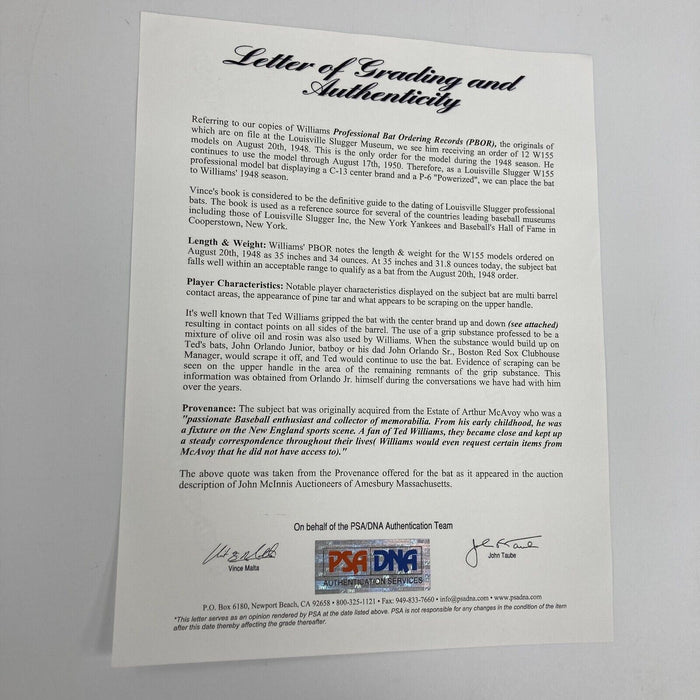 Letter of Grading and
Authenticity
Referring to our copies of Williams Professional Bat Ordering Records (PBOR), the originals of
which are on file at the Louisville Slugger Museum, we see him receiving an order of 12 W155
models on August 20th, 1948. This is the only order for the model during the 1948 season. He
continues to use the model through August 17th, 1950. Therefore, as a Louisville Slugger W155
professional model bat displaying a C-13 center brand and a P-6 "Powerized", we can place the bat
to Williams' 1948 season.
Vince's book is considered to be the definitive guide to the dating of Louisville Slugger professional
bats. The book is used as a reference source for several of the countries leading baseball museums
including those of Louisville Slugger Inc, the New York Yankees and Baseball's Hall of Fame in
Cooperstown, New York.
Length & Weight: Williams' PBOR notes the length & weight for the W155 models ordered on
August 20th, 1948 as 35 inches and 34 ounces. At 35 inches and 31.8 ounces today, the subject bat
falls well within an acceptable range to qualify as a bat from the August 20th, 1948 order.
Player Characteristics: Notable player characteristics displayed on the subject bat are multi barrel
contact areas, the appearance of pine tar and what appears to be scraping on the upper handle.
It's well known that Ted Williams gripped the bat with the center brand up and down (see attached)
resulting in contact points on all sides of the barrel. The use of a grip substance professed to be a
mixture of olive oil and rosin was also used by Williams. When the substance would build up on
Ted's bats, John Orlando Junior, batboy or his dad John Orlando Sr., Boston Red Sox Clubhouse
Manager, would scrape it off, and Ted would continue to use the bat. Evidence of scraping can be
seen on the upper handle in the area of the remaining remnants of the grip substance. This
information was obtained from Orlando Jr. himself during the conversations we have had with him
over the years.
Provenance: The subject bat was originally acquired from the Estate of Arthur McAvoy who was a
"passionate Baseball enthusiast and collector of memorabilia. From his early childhood, he was
a fixture on the New England sports scene. A fan of Ted Williams, they became close and kept up
a steady correspondence throughout their lives( Williams would even request certain items from
McAvoy that he did not have access to)."
The above quote was taken from the Provenance offered for the bat as it appeared in the auction
description of John McInnis Auctioneers of Amesbury Massachusetts.
On behalf of the PSA/DNA Authentication Team
Vince Malta
PSA DNA
AUTHENTICATION SERVICES
John Taube
P.O. Box 6180, Newport Beach, CA 92658 • 800-325-1121 • Fax: 949-833-7660 • info@psadna.com • www.psadna.com
*This letter serves as an opinion rendered by PSA at the date listed above. PSA is not responsible for any changes in the condition of the item
after this date thereby affecting the grade thereafter.